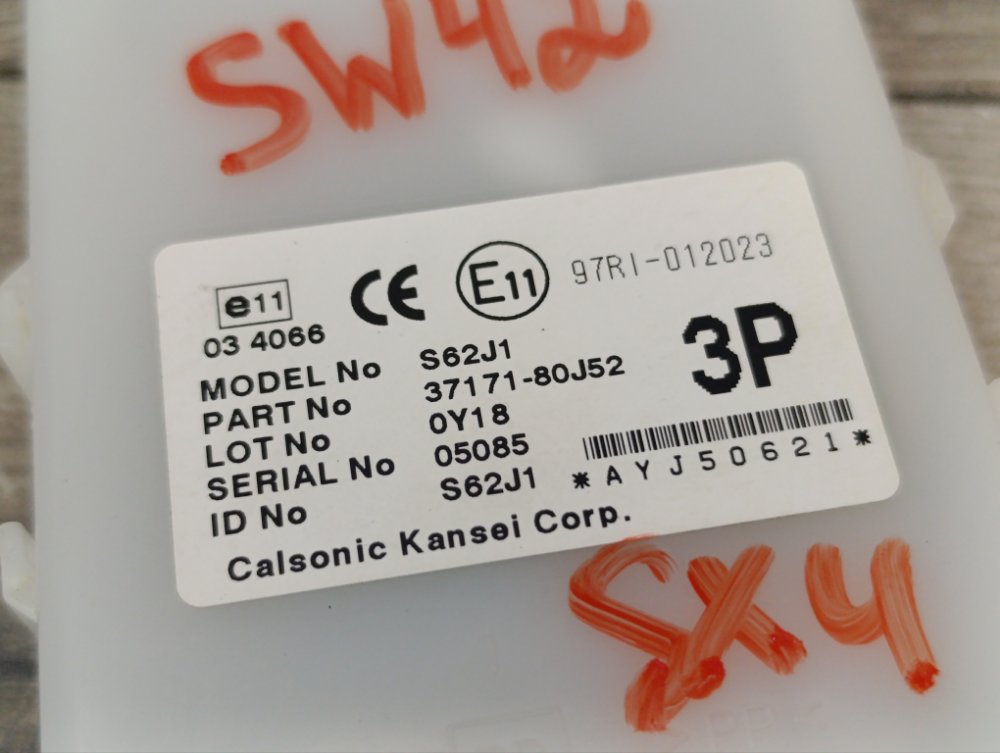 SW42
e11
03 4066
CE
E11
97RI-012023
3P
MODEL No S62J1
PART No 37171-80J52
LOT No 0Y18
SERIAL No 05085
ID No S62J1
*AYJ50621*
Calsonic Kansei Corp.
SX4